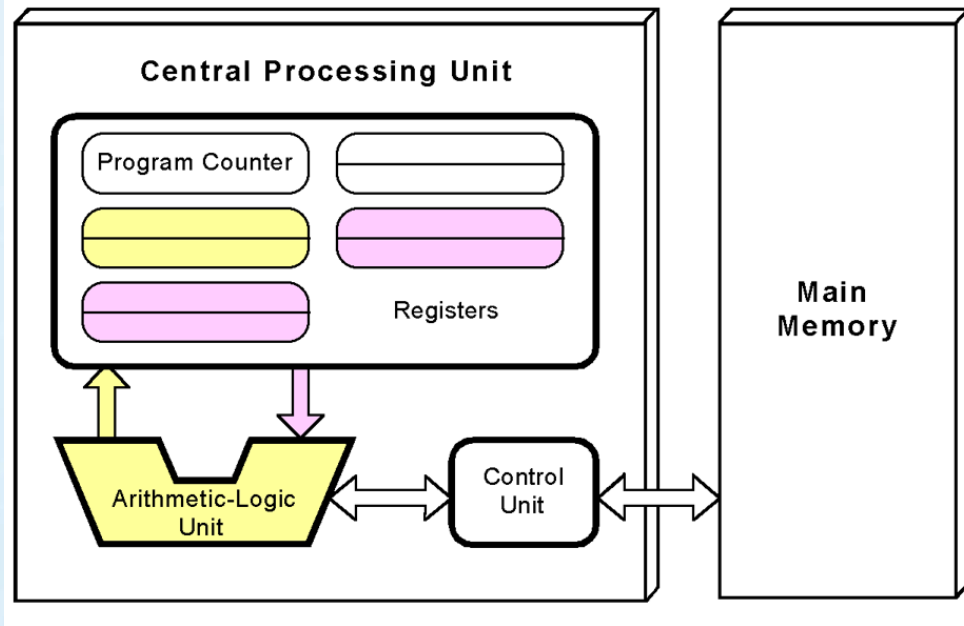 Central Processing Unit
Program Counter
Registers
Arithmetic-Logic
Unit
Control
Unit
Main
Memory